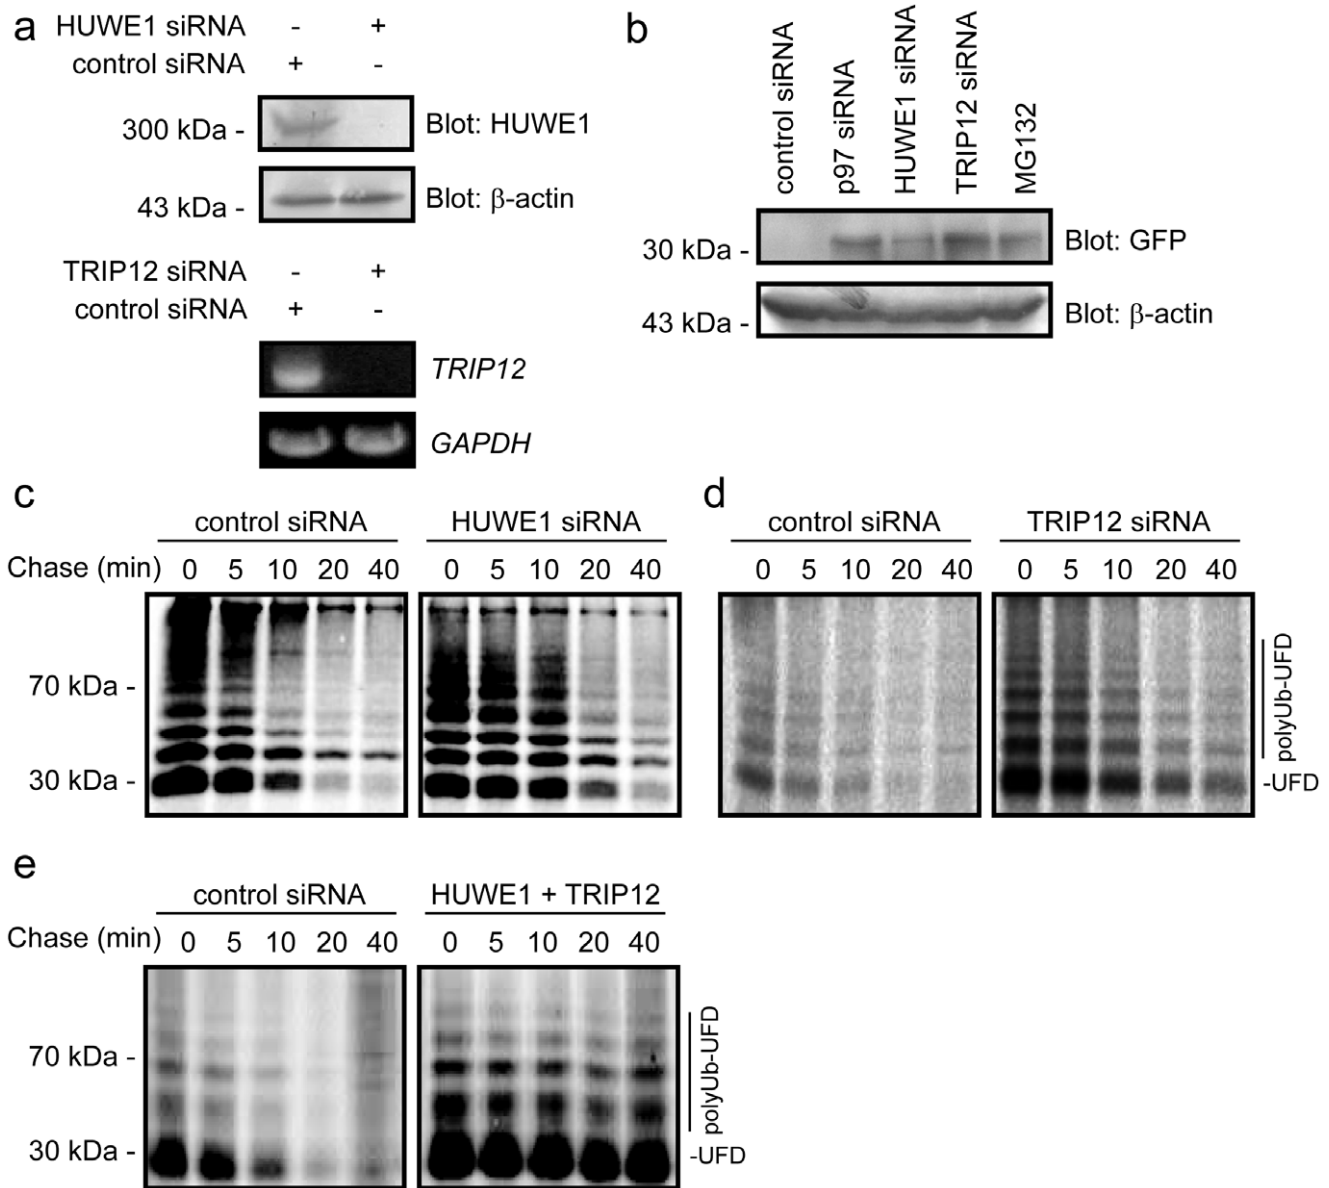 a
HUWE1 siRNA - +
control siRNA + -
300 kDa - Blot: HUWE1
43 kDa - Blot: β-actin
TRIP12 siRNA - +
control siRNA + -
TRIP12
GAPDH
b
control siRNA
p97 siRNA
HUWE1 siRNA
TRIP12 siRNA
MG132
30 kDa - Blot: GFP
43 kDa - Blot: β-actin
c
control siRNA HUWE1 siRNA
Chase (min) 0 5 10 20 40 0 5 10 20 40
70 kDa -
30 kDa -
d
control siRNA TRIP12 siRNA
0 5 10 20 40 0 5 10 20 40
polyUb-UFD
-UFD
e
control siRNA HUWE1 + TRIP12
Chase (min) 0 5 10 20 40 0 5 10 20 40
70 kDa -
30 kDa -
polyUb-UFD
-UFD